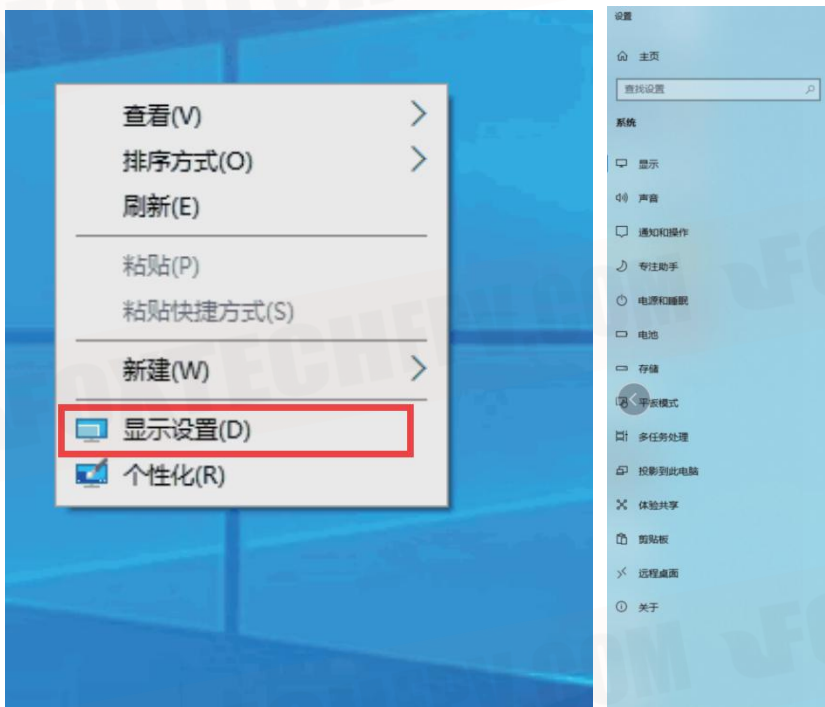 查看(V)
排序方式(O)
刷新(E)
粘贴(P)
粘贴快捷方式(S)
新建(W)
显示设置(D)
个性化(R)
设置
主页
查找设置
系统
显示
声音
通知和操作
专注助手
电源和睡眠
电池
存储
平板模式
多任务处理
投影到此电脑
体验共享
剪贴板
远程桌面
关于